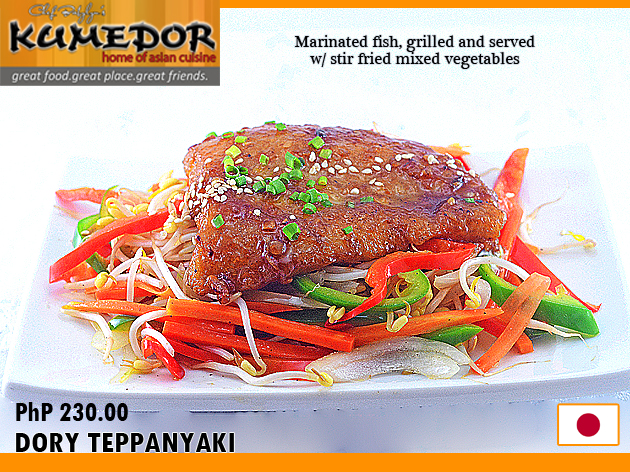 KUMEDOR
home of asian cuisine
great food.great place.great friends.
Marinated fish, grilled and served
w/ stir fried mixed vegetables
PhP 230.00
DORY TEPPANYAKI